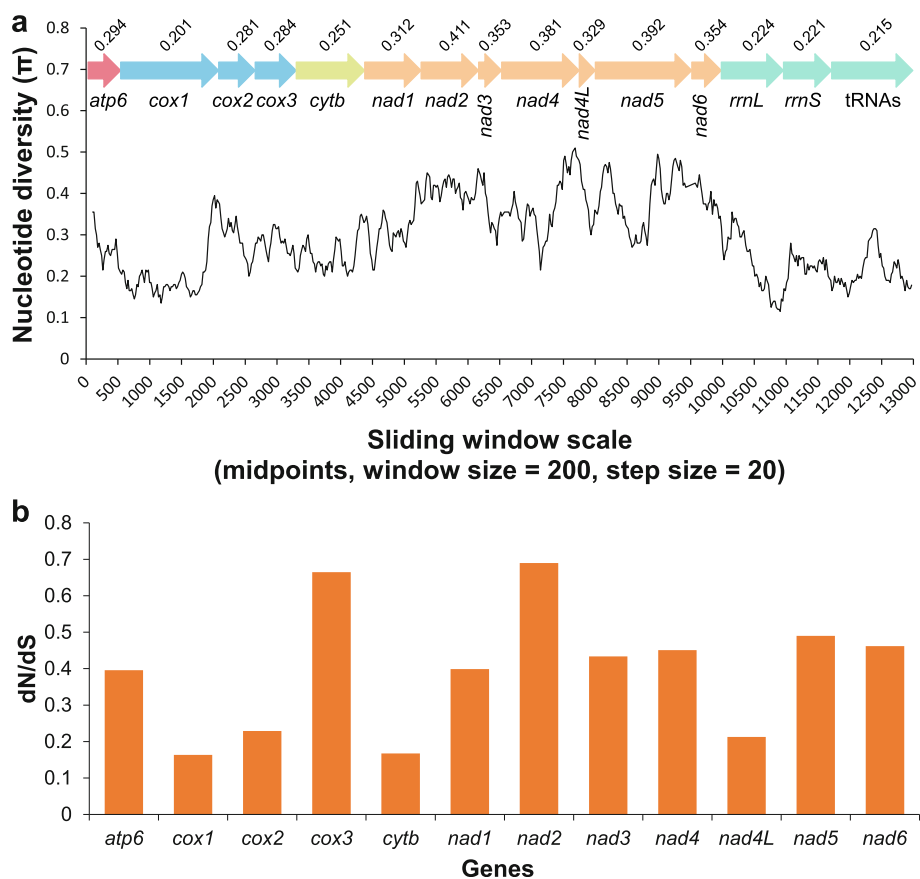 a
0.294 0.201 0.281 0.284 0.251 0.312 0.411 0.353 0.381 0.329 0.392 0.354 0.224 0.221 0.215
atp6 cox1 cox2 cox3 cytb nad1 nad2 nad3 nad4 nad4L nad5 nad6 rrnL rrnS tRNAs
Nucleotide diversity (π)
0.8
0.7
0.6
0.5
0.4
0.3
0.2
0.1
0
0 500 1000 1500 2000 2500 3000 3500 4000 4500 5000 5500 6000 6500 7000 7500 8000 8500 9000 9500 10000 10500 11000 11500 12000 12500 13000
Sliding window scale
(midpoints, window size = 200, step size = 20)
b
dN/dS
0.8
0.7
0.6
0.5
0.4
0.3
0.2
0.1
0
atp6 cox1 cox2 cox3 cytb nad1 nad2 nad3 nad4 nad4L nad5 nad6
Genes